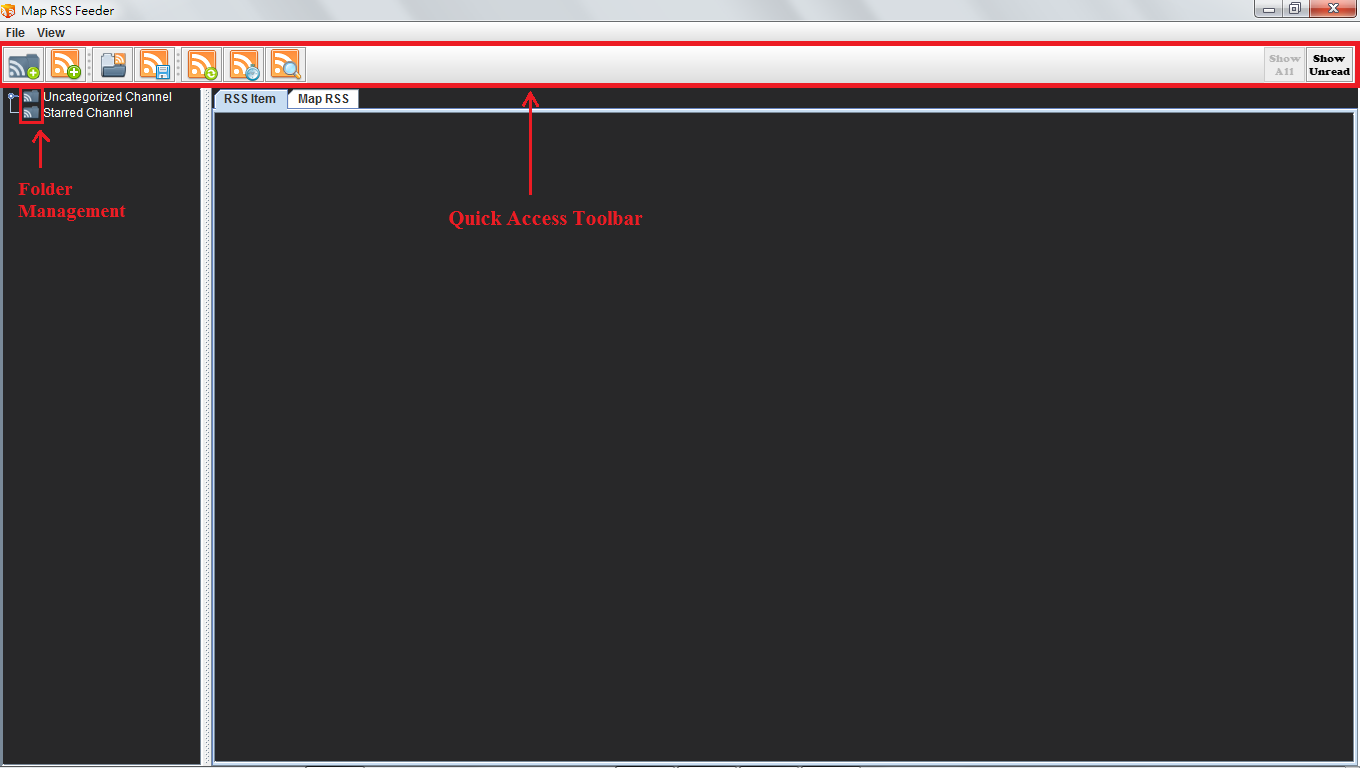 Map RSS Feeder
File View
Show
All
Show
Unread
Uncategorized Channel
Starred Channel
RSS Item Map RSS
Folder
Management
Quick Access Toolbar